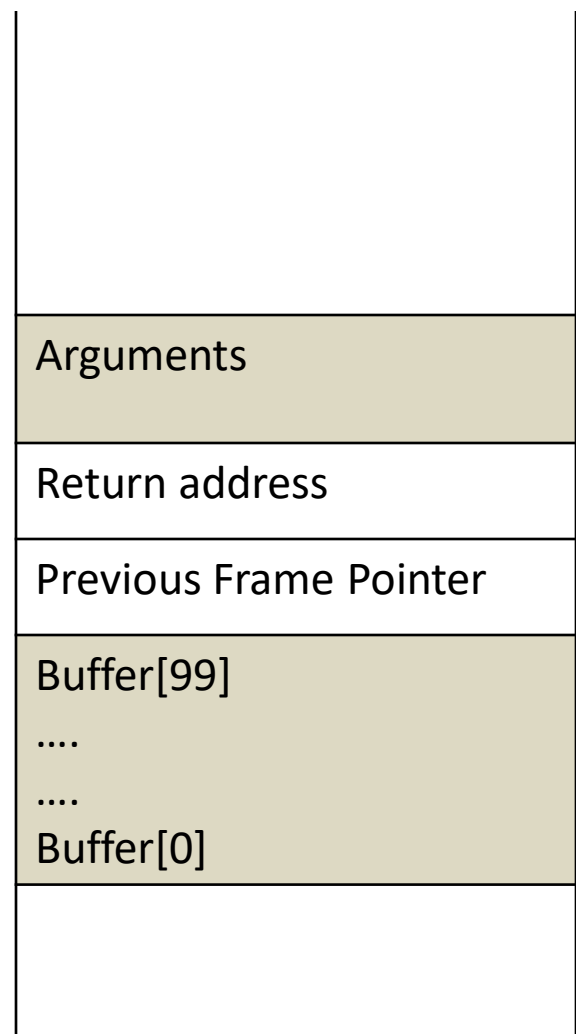 Arguments
Return address
Previous Frame Pointer
Buffer[99]
....
....
Buffer[0]